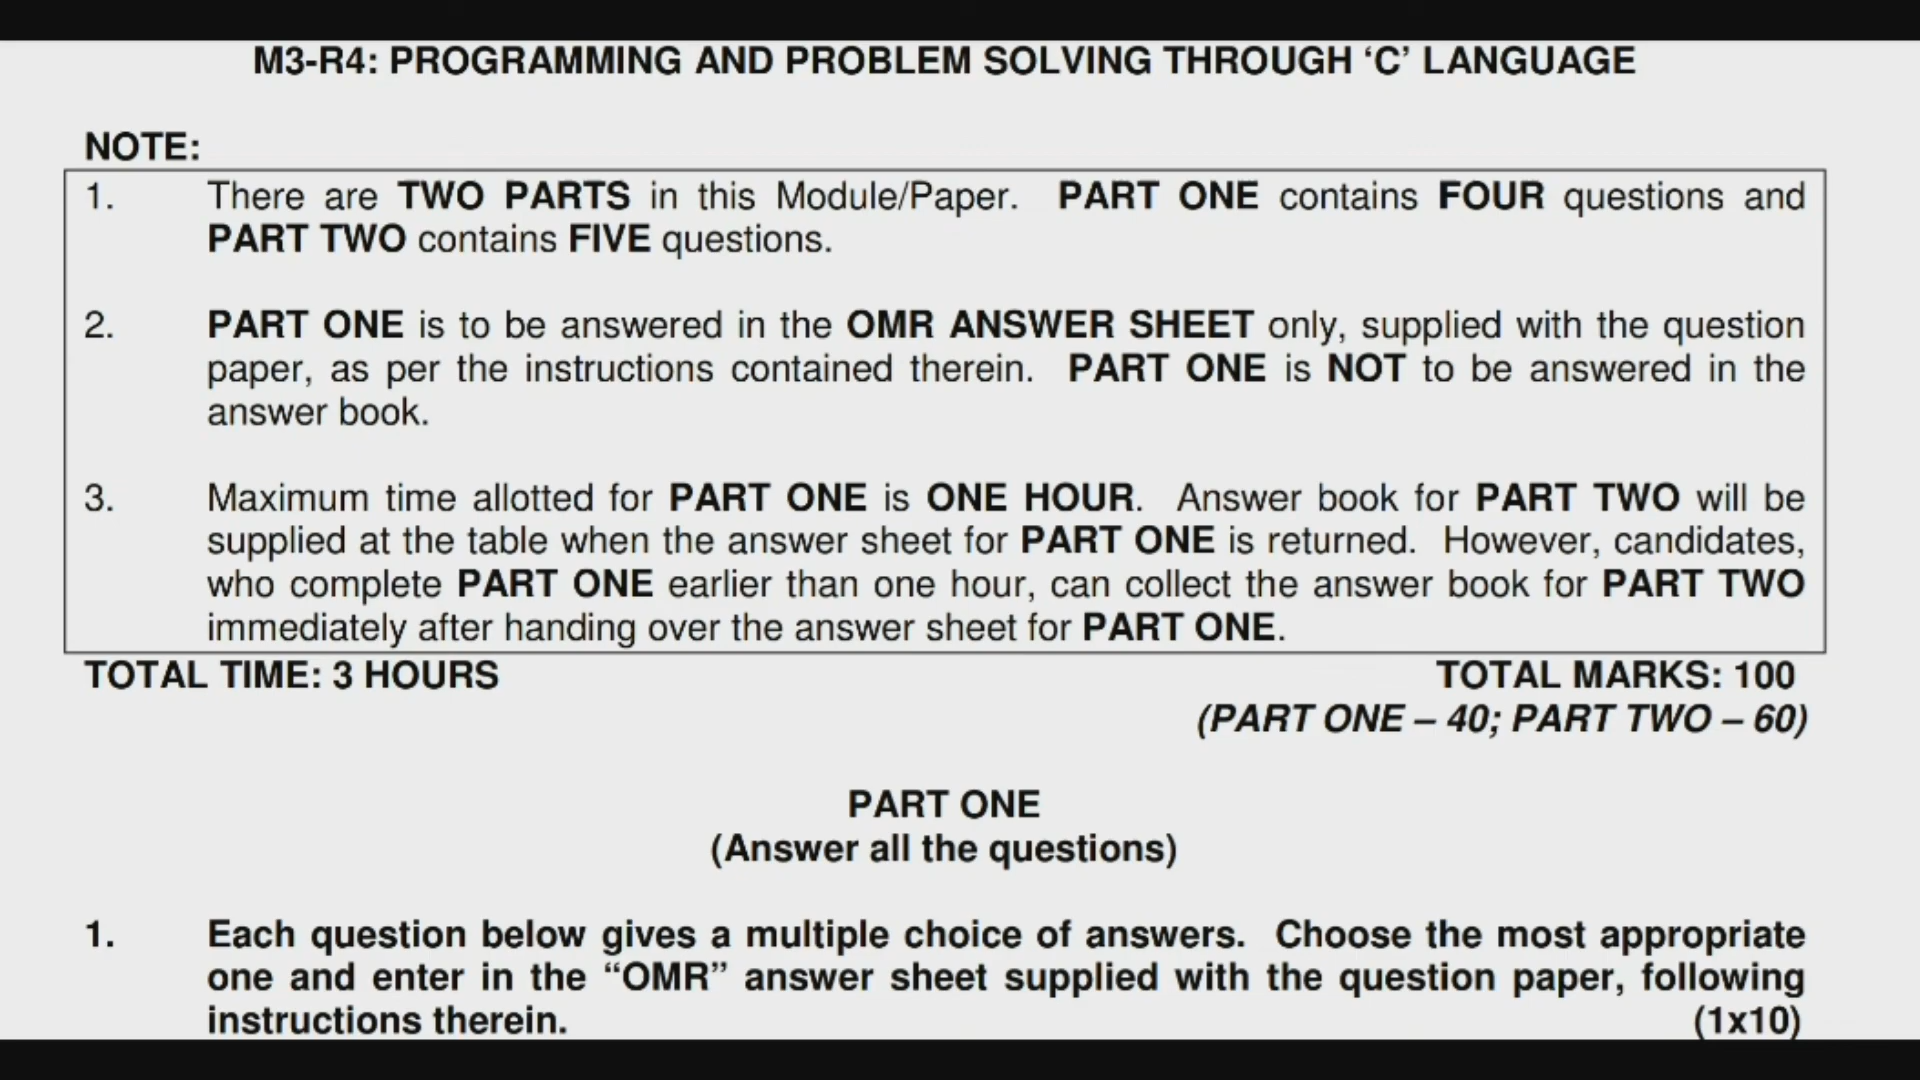 M3-R4: PROGRAMMING AND PROBLEM SOLVING THROUGH ‘C’ LANGUAGE
NOTE:
1. There are TWO PARTS in this Module/Paper. PART ONE contains FOUR questions and
PART TWO contains FIVE questions.
2. PART ONE is to be answered in the OMR ANSWER SHEET only, supplied with the question
paper, as per the instructions contained therein. PART ONE is NOT to be answered in the
answer book.
3. Maximum time allotted for PART ONE is ONE HOUR. Answer book for PART TWO will be
supplied at the table when the answer sheet for PART ONE is returned. However, candidates,
who complete PART ONE earlier than one hour, can collect the answer book for PART TWO
immediately after handing over the answer sheet for PART ONE.
TOTAL TIME: 3 HOURS TOTAL MARKS: 100
(PART ONE – 40; PART TWO – 60)
PART ONE
(Answer all the questions)
1. Each question below gives a multiple choice of answers. Choose the most appropriate
one and enter in the “OMR” answer sheet supplied with the question paper, following
instructions therein. (1x10)